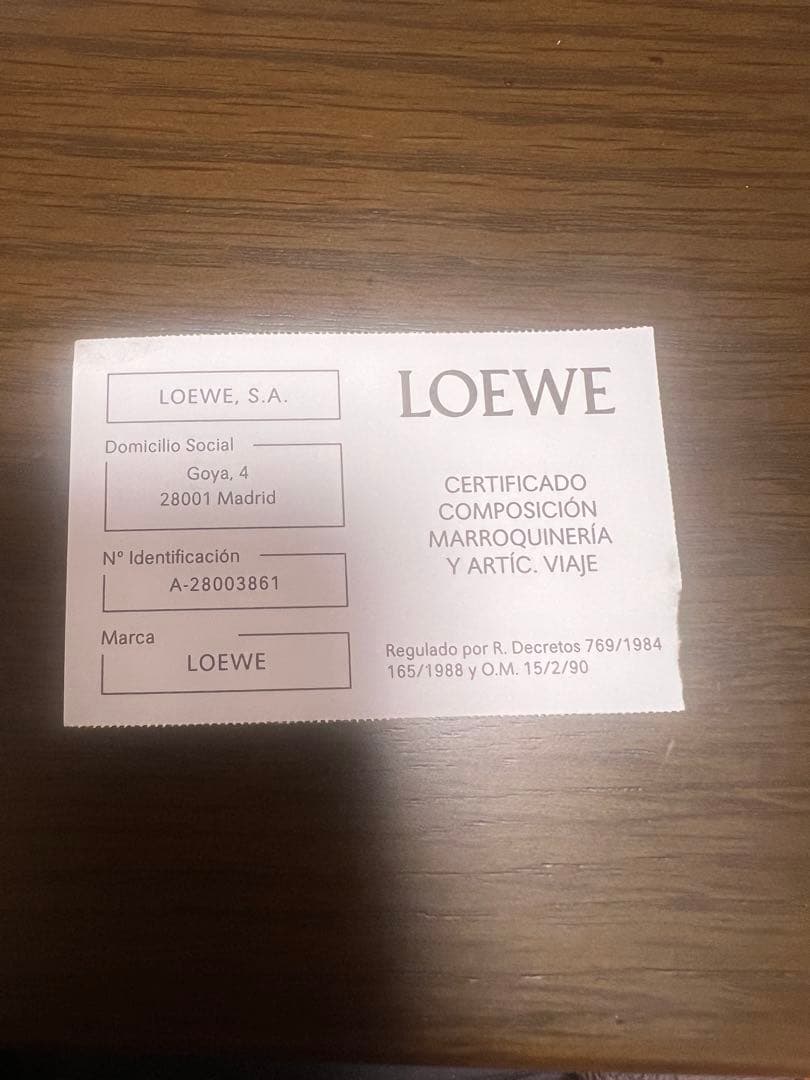 LOEWE, S.A.
Domicilio Social
Goya, 4
28001 Madrid
Nº Identificación
A-28003861
Marca
LOEWE
LOEWE
CERTIFICADO
COMPOSICIÓN
MARROQUINERÍA
Y ARTÍC. VIAJE
Regulado por R. Decretos 769/1984
165/1988 y O.M. 15/2/90